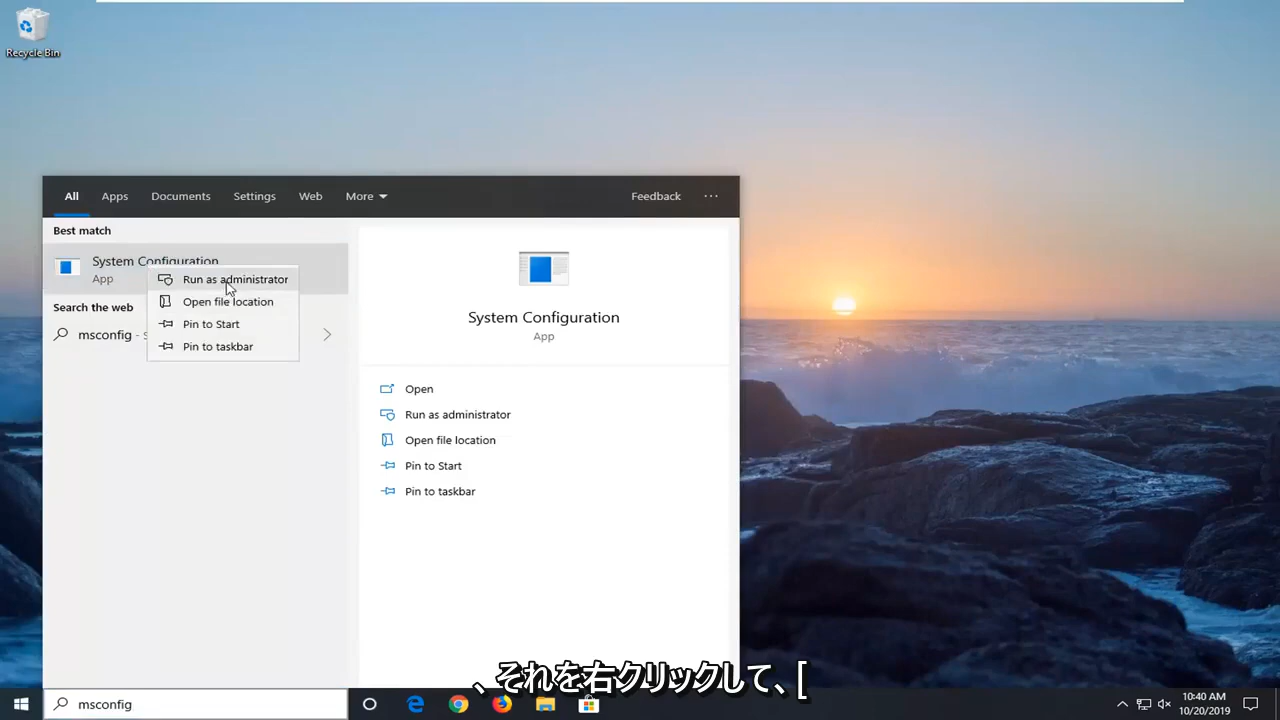 Recycle Bin
All Apps Documents Settings Web More Feedback ...
Best match
System Configuration
App
Run as administrator
Open file location
Pin to Start
Pin to taskbar
Search the web
msconfig - S
System Configuration
App
Open
Run as administrator
Open file location
Pin to Start
Pin to taskbar
、それを右クリックして、[
msconfig
10:40 AM
10/20/2019